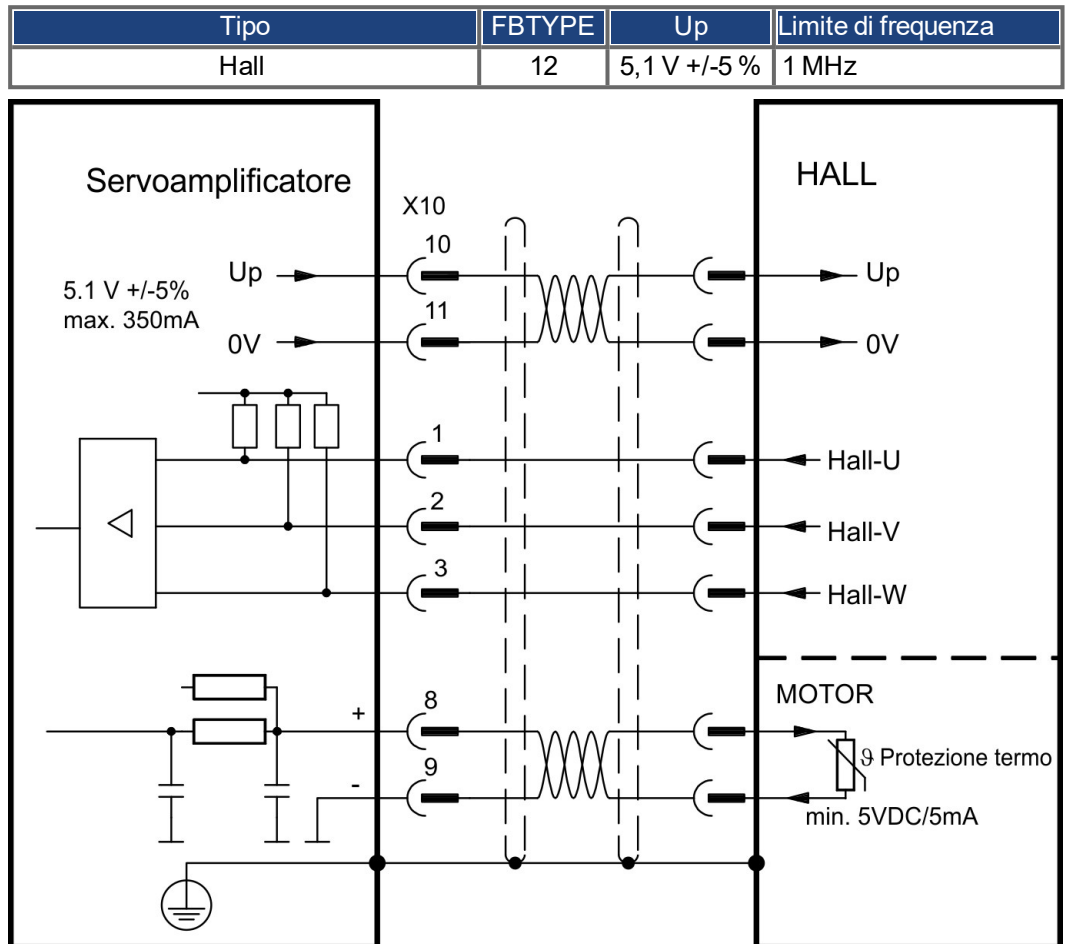 Tipo FBTYPE Up Limite di frequenza
Hall 12 5,1 V +/-5 % 1 MHz
Servoamplificatore
HALL
X10
10
Up
Up
5.1 V +/-5%
max. 350mA
11
0V
0V
1
Hall-U
2
Hall-V
3
Hall-W
MOTOR
8
+
ϑ Protezione termo
9
-
min. 5VDC/5mA